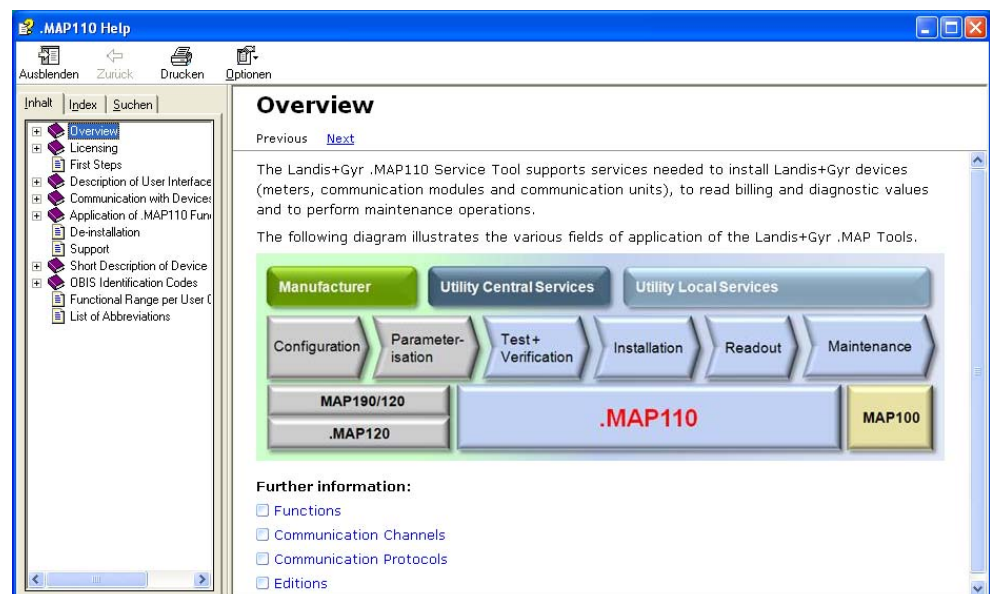 .MAP110 Help
Ausblenden Zurück Drucken Optionen
Inhalt Index Suchen
Overview
Licensing
First Steps
Description of User Interface
Communication with Device
Application of .MAP110 Fun
De-installation
Support
Short Description of Device
OBIS Identification Codes
Functional Range per User
List of Abbreviations
Overview
Previous Next
The Landis+Gyr .MAP110 Service Tool supports services needed to install Landis+Gyr devices
(meters, communication modules and communication units), to read billing and diagnostic values
and to perform maintenance operations.
The following diagram illustrates the various fields of application of the Landis+Gyr .MAP Tools.
Manufacturer Utility Central Services Utility Local Services
Configuration Parameter-
isation Test+
Verification Installation Readout Maintenance
MAP190/120
.MAP120
.MAP110
MAP100
Further information:
Functions
Communication Channels
Communication Protocols
Editions